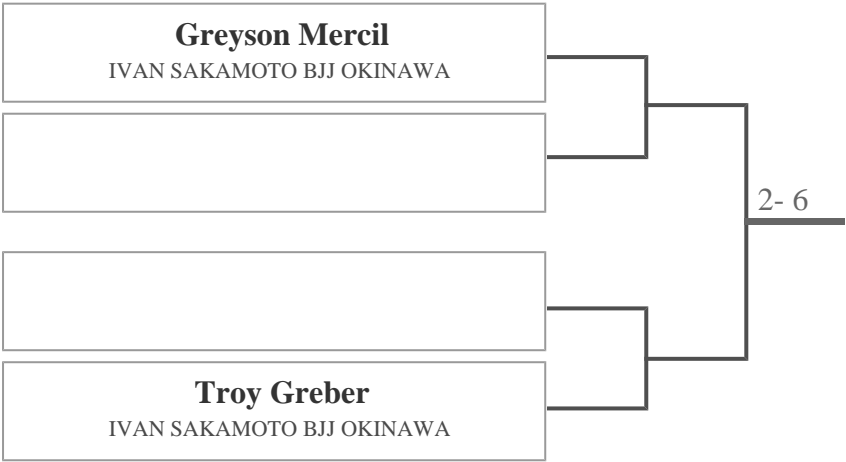 Greyson Mercil
IVAN SAKAMOTO BJJ OKINAWA
2- 6
Troy Greber
IVAN SAKAMOTO BJJ OKINAWA